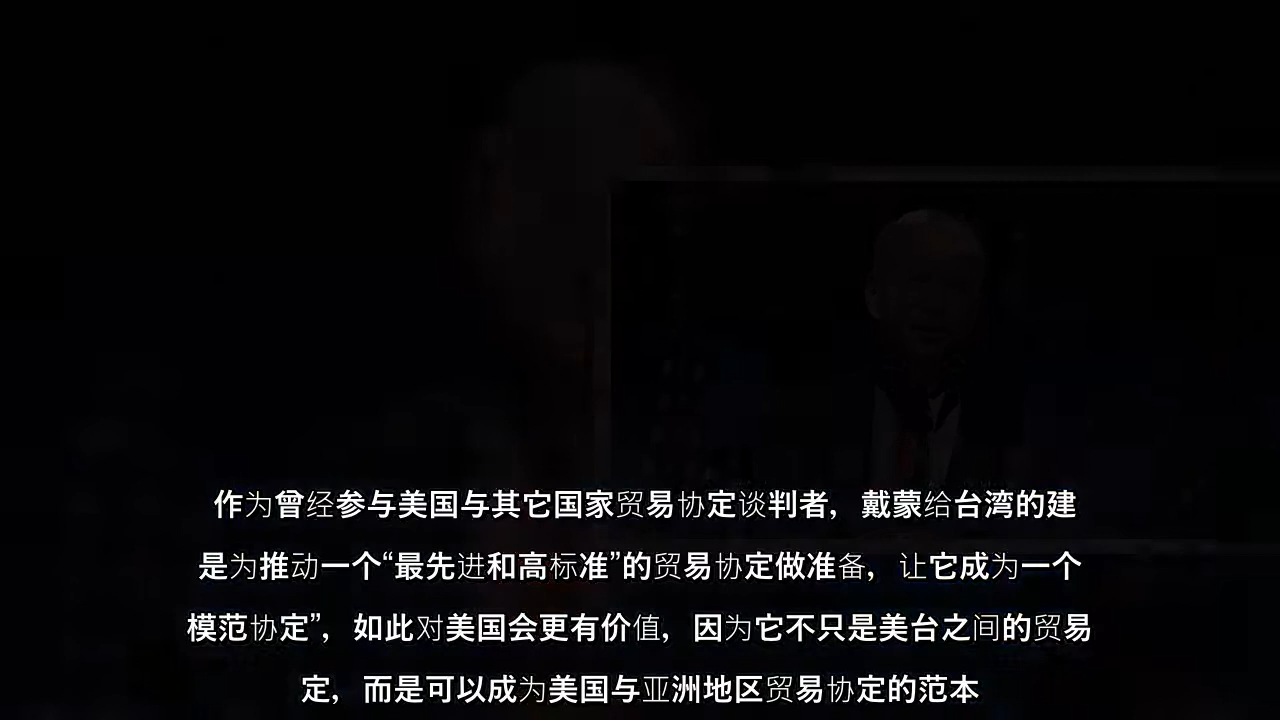 作为曾经参与美国与其它国家贸易协定谈判者，戴蒙给台湾的建
是为推动一个“最先进和高标准”的贸易协定做准备，让它成为一个
模范协定”，如此对美国会更有价值，因为它不只是美台之间的贸易
定，而是可以成为美国与亚洲地区贸易协定的范本